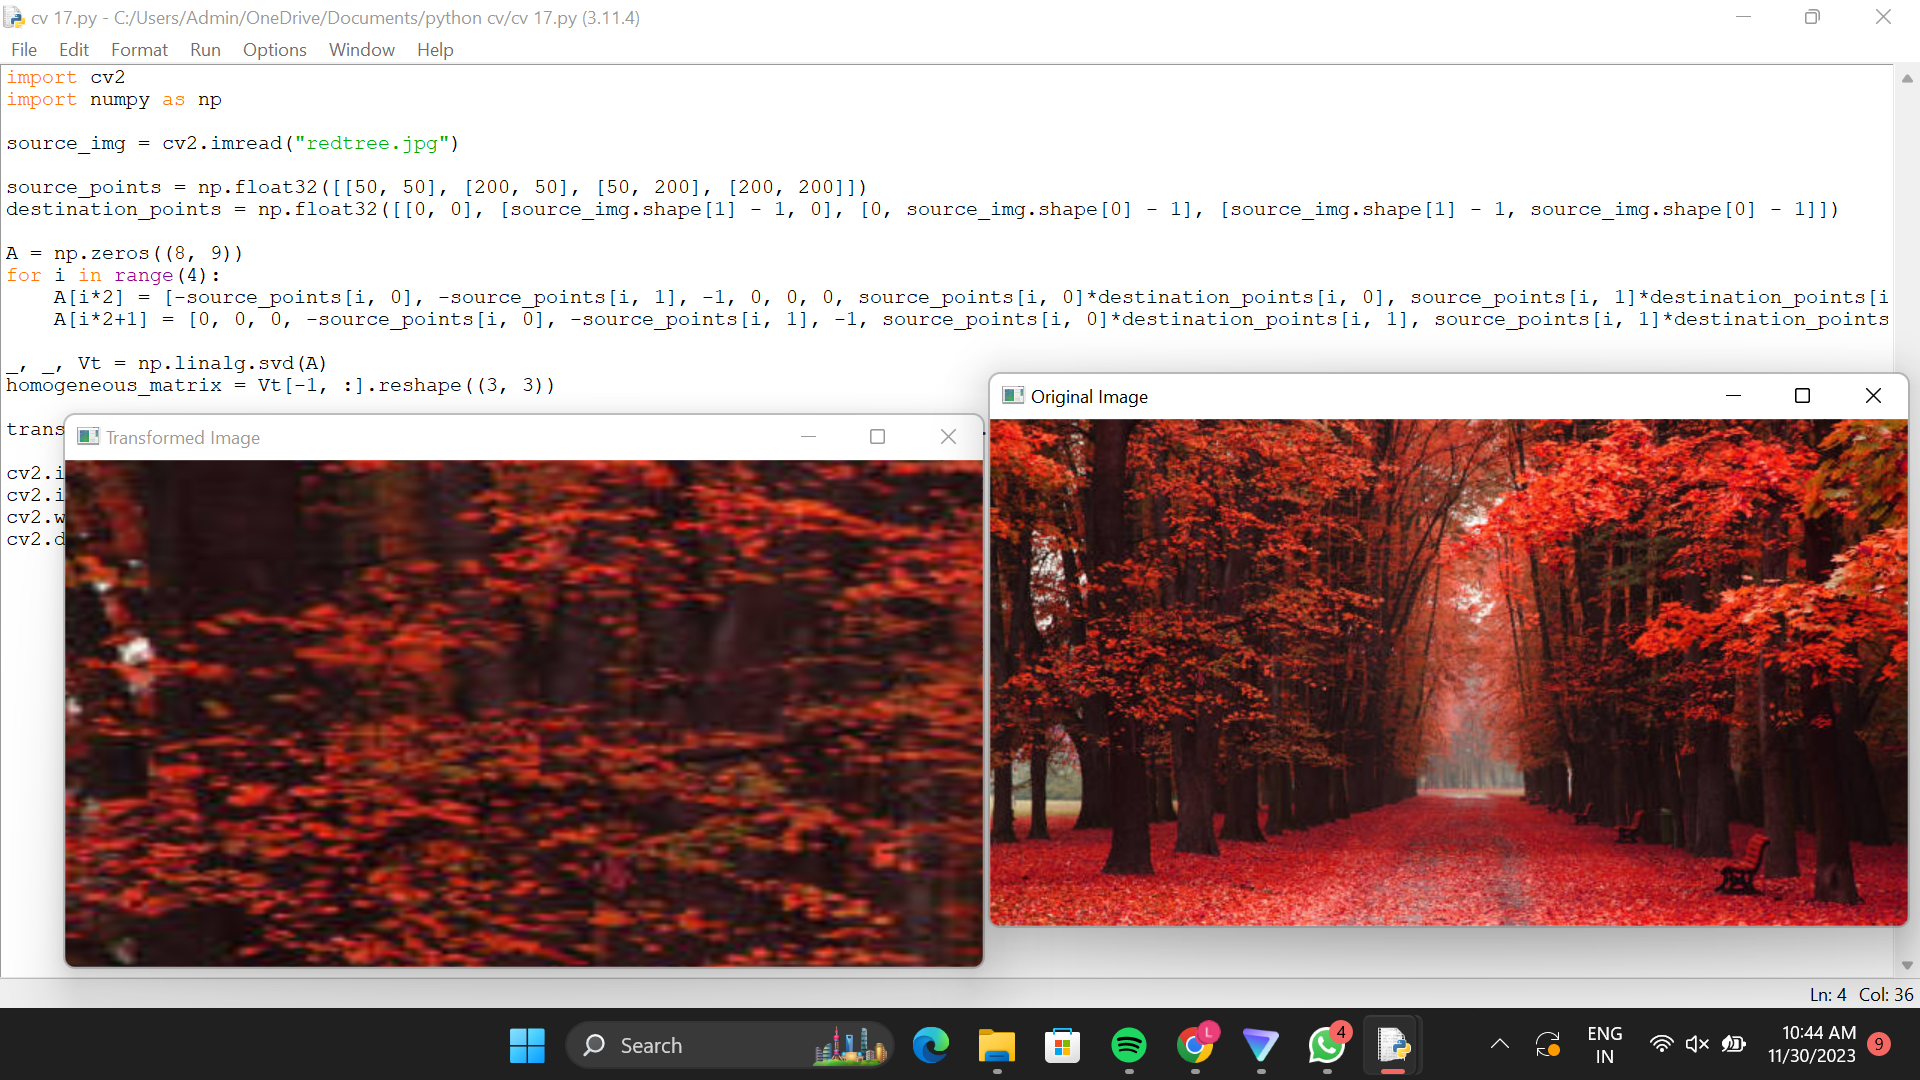 cv 17.py - C:/Users/Admin/OneDrive/Documents/python cv/cv 17.py (3.11.4)
File Edit Format Run Options Window Help
import cv2
import numpy as np
source_img = cv2.imread("redtree.jpg")
source_points = np.float32([[50, 50], [200, 50], [50, 200], [200, 200]])
destination_points = np.float32([[0, 0], [source_img.shape[1] - 1, 0], [0, source_img.shape[0] - 1], [source_img.shape[1] - 1, source_img.shape[0] - 1]])
A = np.zeros((8, 9))
for i in range(4):
    A[i*2] = [-source_points[i, 0], -source_points[i, 1], -1, 0, 0, 0, source_points[i, 0]*destination_points[i, 0], source_points[i, 1]*destination_points[i
    A[i*2+1] = [0, 0, 0, -source_points[i, 0], -source_points[i, 1], -1, source_points[i, 0]*destination_points[i, 1], source_points[i, 1]*destination_points
_, _, Vt = np.linalg.svd(A)
homogeneous_matrix = Vt[-1, :].reshape((3, 3))
trans
cv2.i
cv2.i
cv2.w
cv2.d
Transformed Image
Original Image
Ln: 4 Col: 36
Search
L
4
ENG
IN
10:44 AM
11/30/2023
9